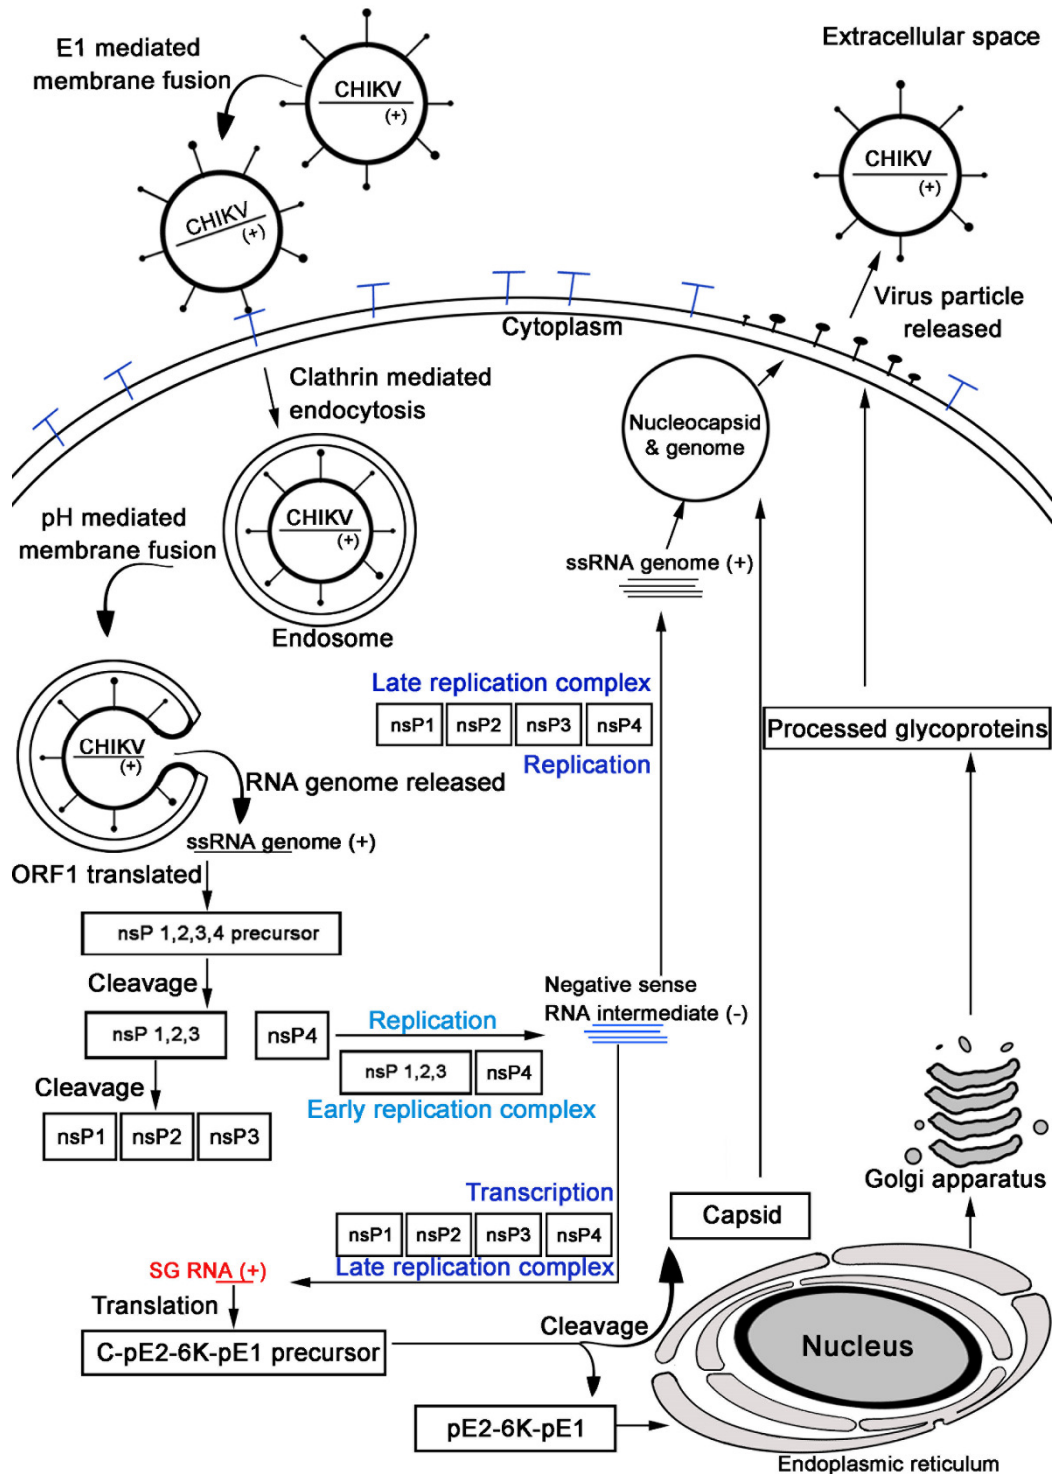 E1 mediated
membrane fusion
CHIKV
(+)
CHIKV
(+)
Extracellular space
CHIKV
(+)
Virus particle
released
Cytoplasm
Clathrin mediated
endocytosis
CHIKV
(+)
Endosome
pH mediated
membrane fusion
CHIKV
(+)
RNA genome released
ssRNA genome (+)
ORF1 translated
nsP 1,2,3,4 precursor
Cleavage
nsP 1,2,3
nsP4
Cleavage
nsP1 nsP2 nsP3
Replication
nsP 1,2,3 nsP4
Early replication complex
Negative sense
RNA intermediate (-)
Late replication complex
nsP1 nsP2 nsP3 nsP4
Replication
ssRNA genome (+)
Nucleocapsid
& genome
Transcription
nsP1 nsP2 nsP3 nsP4
Late replication complex
SG RNA (+)
Translation
C-pE2-6K-pE1 precursor
Cleavage
Capsid
pE2-6K-pE1
Nucleus
Endoplasmic reticulum
Golgi apparatus
Processed glycoproteins